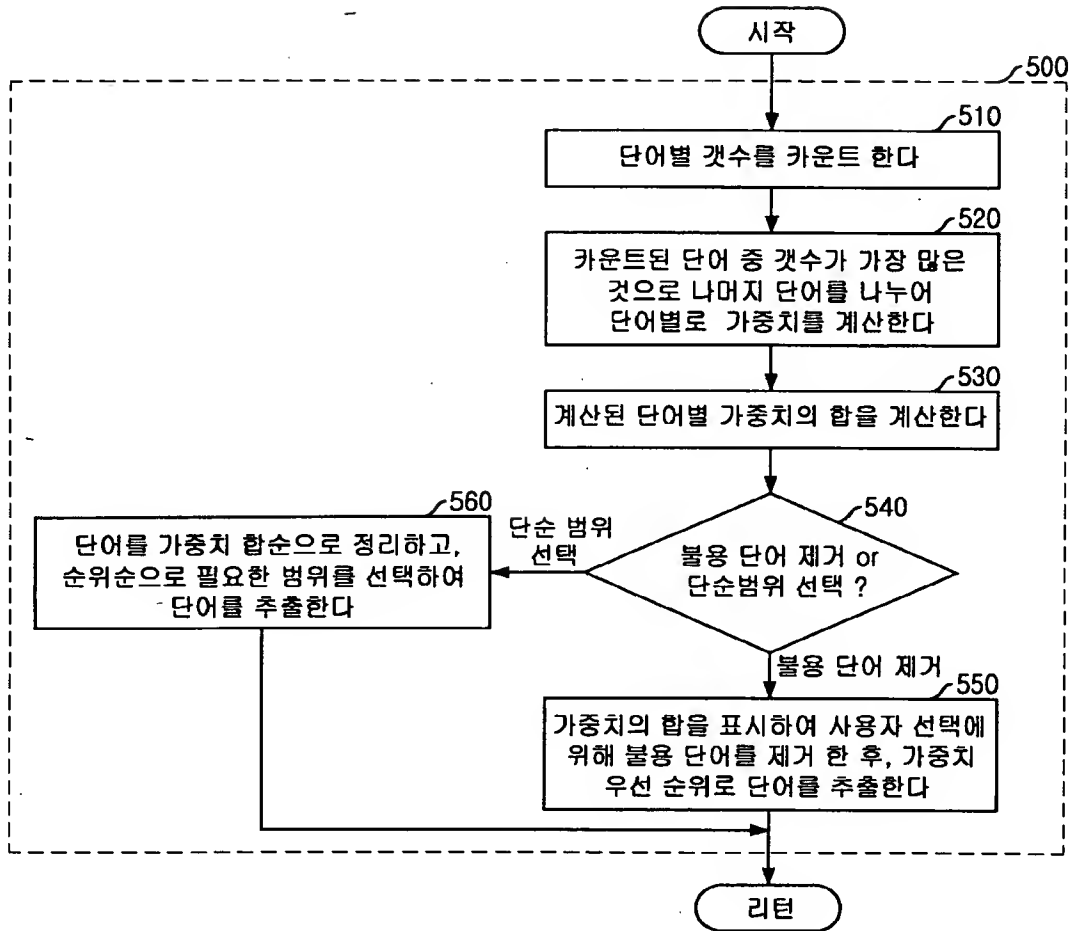 시작
500
510
단어별 갯수를 카운트 한다
520
카운트된 단어 중 갯수가 가장 많은
것으로 나머지 단어를 나누어
단어별로 가중치를 계산한다
530
계산된 단어별 가중치의 합을 계산한다
540
불용 단어 제거 or
단순범위 선택 ?
단순 범위
선택
560
단어를 가중치 합순으로 정리하고,
순위순으로 필요한 범위를 선택하여
단어를 추출한다
불용 단어 제거
550
가중치의 합을 표시하여 사용자 선택에
위해 불용 단어를 제거 한 후, 가중치
우선 순위로 단어를 추출한다
리턴